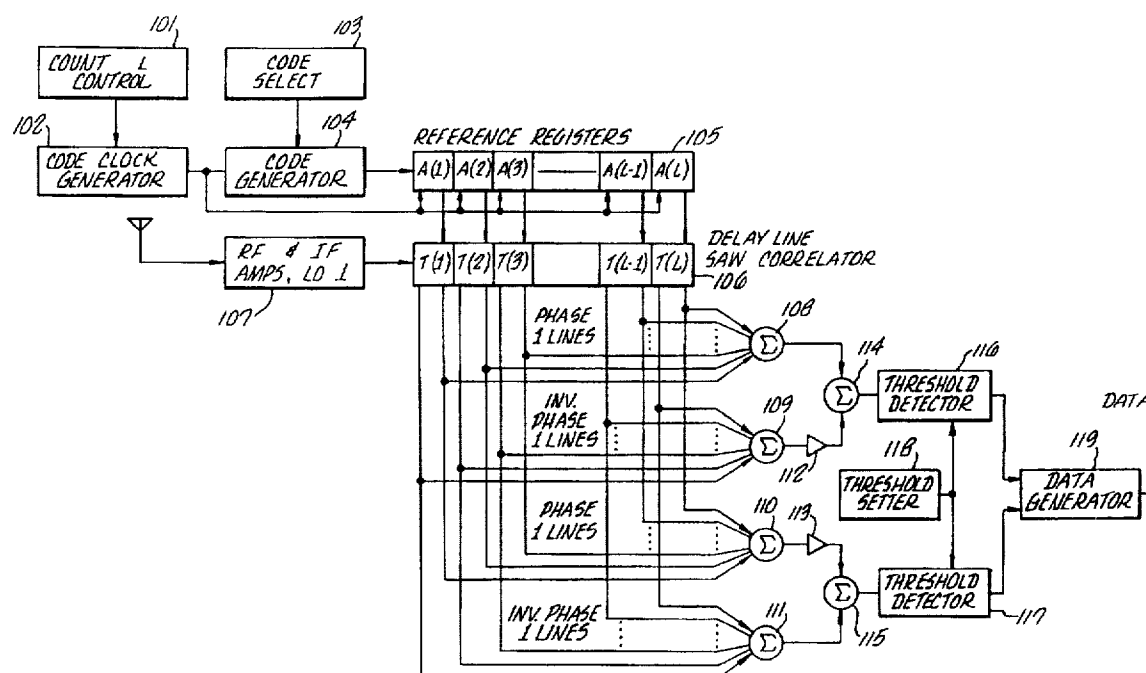 101
103
COUNT L
CONTROL
CODE
SELECT
102
104
CODE CLOCK
GENERATOR
CODE
GENERATOR
REFERENCE REGISTERS
105
A(1) A(2) A(3) A(L-1) A(L)
RF & IF
AMPS, LO 1
107
T(1) T(2) T(3) T(L-1) T(L)
DELAY LINE
SAW CORRELATOR
106
PHASE
1 LINES
108
Σ
114
Σ
116
THRESHOLD
DETECTOR
INV.
PHASE
1 LINES
109
Σ
112
118
THRESHOLD
SETTER
DATA
119
DATA
GENERATOR
PHASE
1 LINES
110
Σ
113
Σ
115
THRESHOLD
DETECTOR
117
INV. PHASE
1 LINES
111
Σ